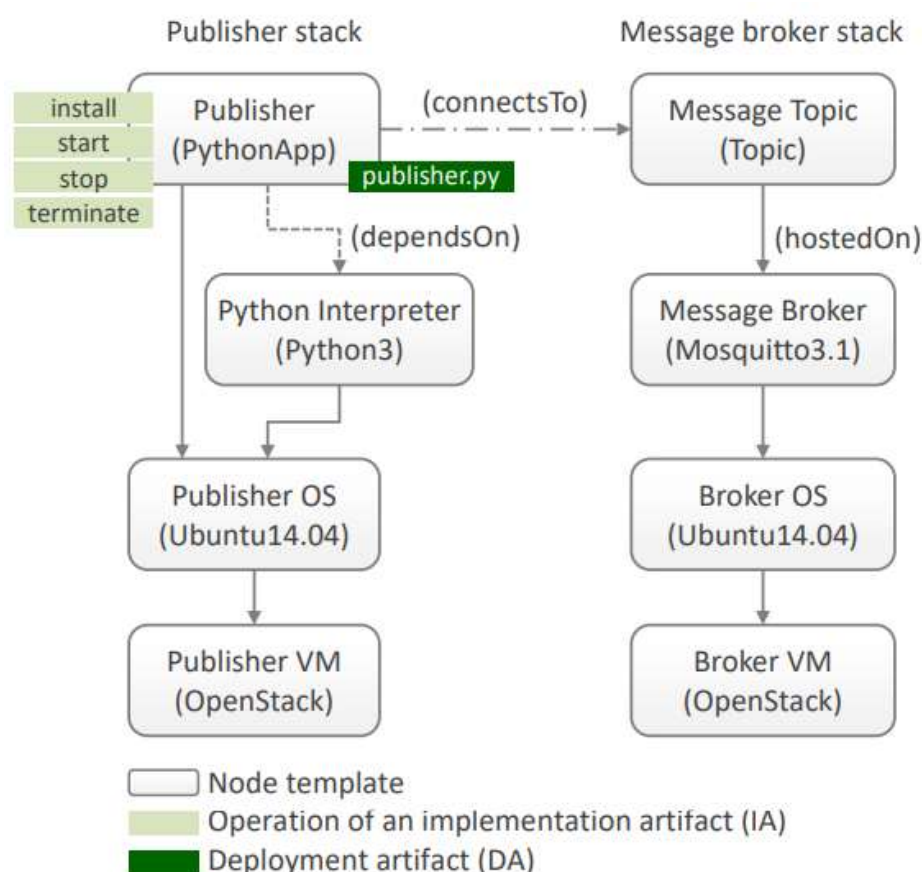 Publisher stack
Message broker stack
install
start
stop
terminate
Publisher
(PythonApp)
publisher.py
(connectsTo)
Message Topic
(Topic)
(dependsOn)
(hostedOn)
Python Interpreter
(Python3)
Message Broker
(Mosquitto3.1)
Publisher OS
(Ubuntu14.04)
Broker OS
(Ubuntu14.04)
Publisher VM
(OpenStack)
Broker VM
(OpenStack)
Node template
Operation of an implementation artifact (IA)
Deployment artifact (DA)